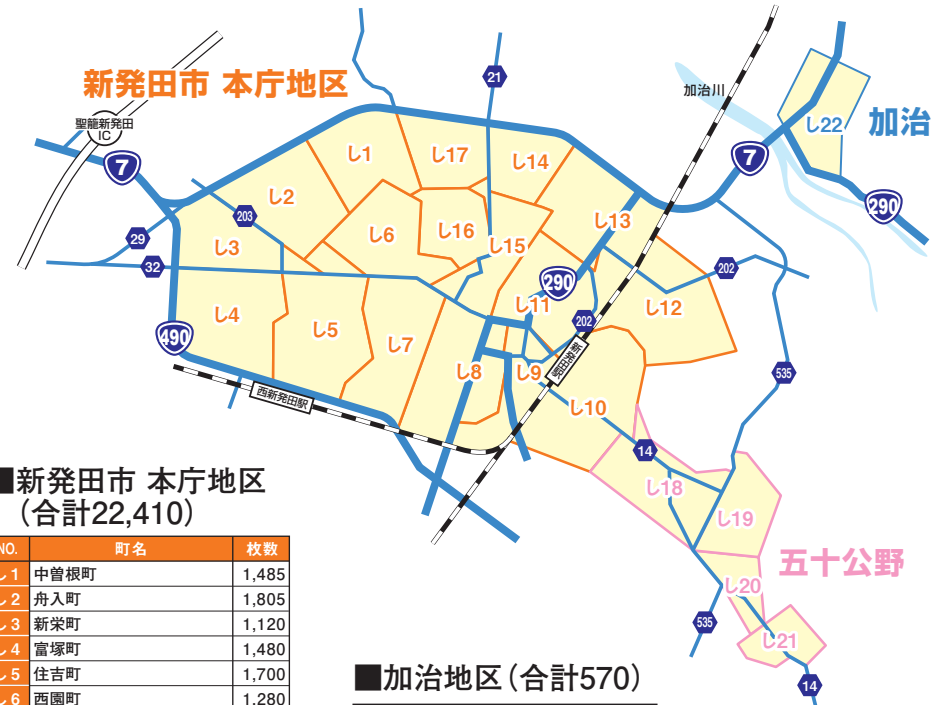 新発田市 本庁地区
聖籠新発田
IC
7
21
加治川
し22
加治
7
290
し1
し17
し14
し2
203
し6
し16
し13
29
し3
し15
32
290
202
し4
し5
し11
し12
490
し7
202
新発田駅
し8
し9
535
西新発田駅
し10
14
し18
し19
五十公野
し20
535
し21
14
■新発田市 本庁地区
(合計22,410)
NO. 町名 枚数
し1 中曽根町 1,485
し2 舟入町 1,805
し3 新栄町 1,120
し4 富塚町 1,480
し5 住吉町 1,700
し6 西園町 1,280
■加治地区(合計570)